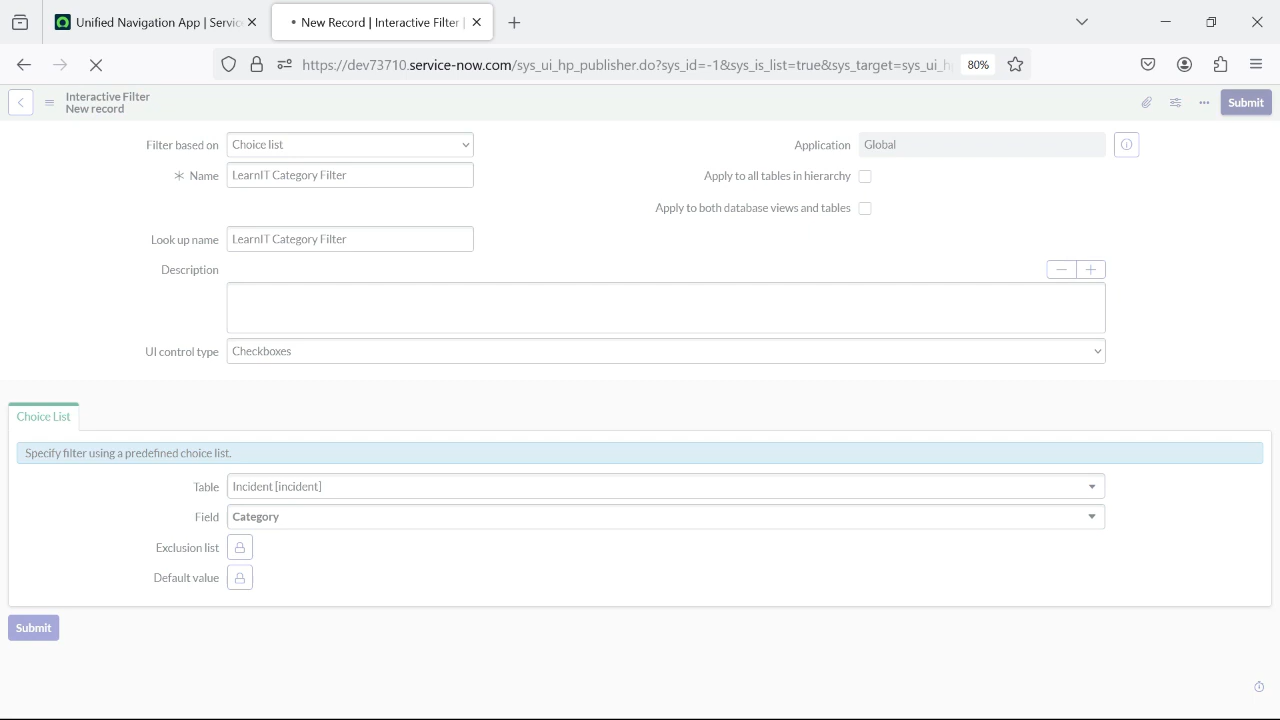 Unified Navigation App | Servic
New Record | Interactive Filter |
https://dev73710.service-now.com/sys_ui_hp_publisher.do?sys_id=-1&sys_is_list=true&sys_target=sys_ui_h
80%
Interactive Filter
New record
Submit
Filter based on
Choice list
Application
Global
Name
LearnIT Category Filter
Apply to all tables in hierarchy
Apply to both database views and tables
Look up name
LearnIT Category Filter
Description
UI control type
Checkboxes
Choice List
Specify filter using a predefined choice list.
Table
Incident [incident]
Field
Category
Exclusion list
Default value
Submit